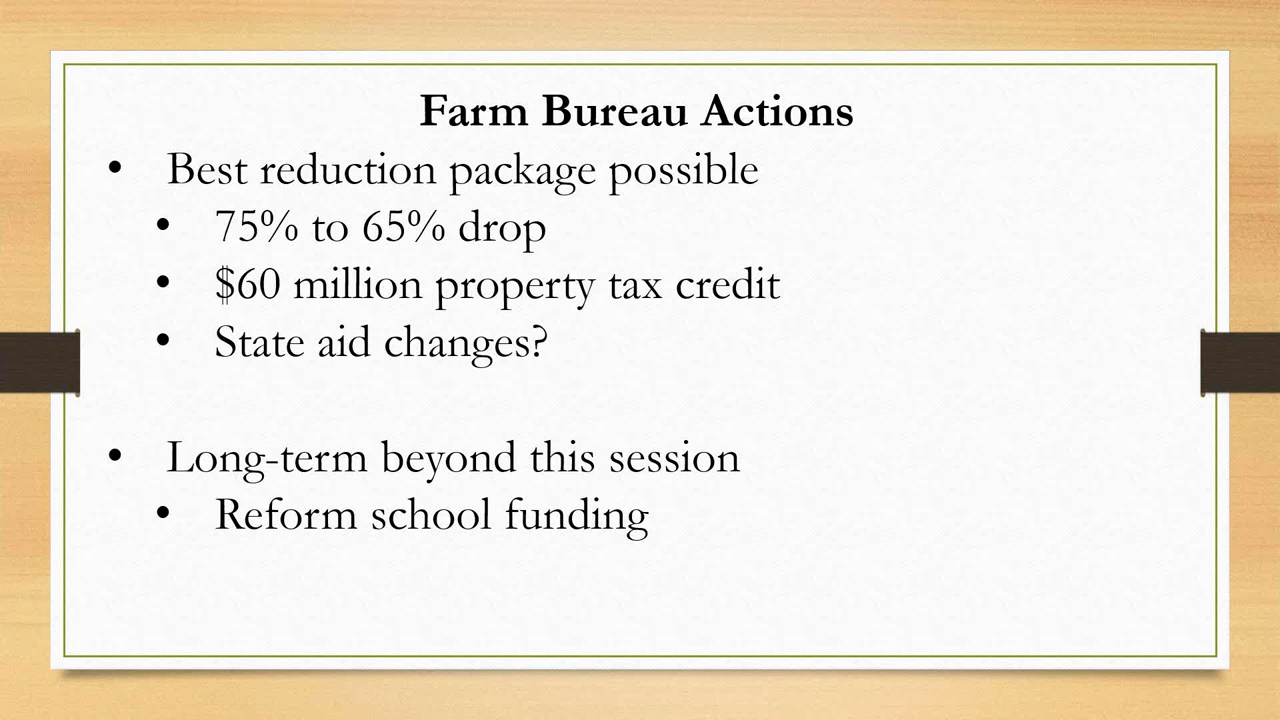 Farm Bureau Actions
• Best reduction package possible
• 75% to 65% drop
• $60 million property tax credit
• State aid changes?
• Long-term beyond this session
• Reform school funding